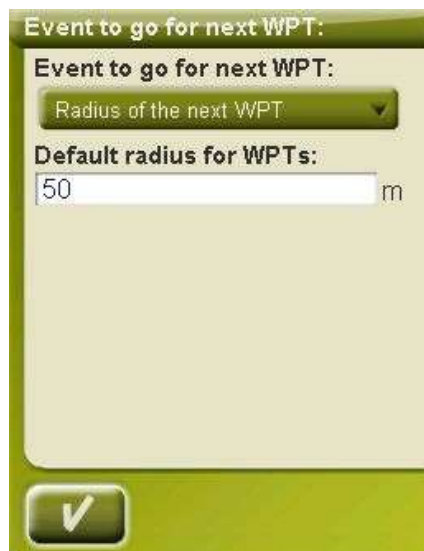 Event to go for next WPT:
Event to go for next WPT:
Radius of the next WPT
Default radius for WPTs:
50 m